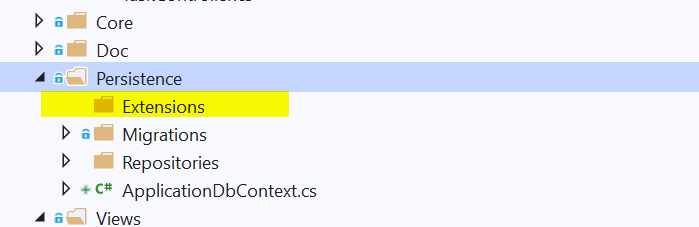 Core
Doc
Persistence
Extensions
Migrations
Repositories
C# ApplicationDbContext.cs
Views